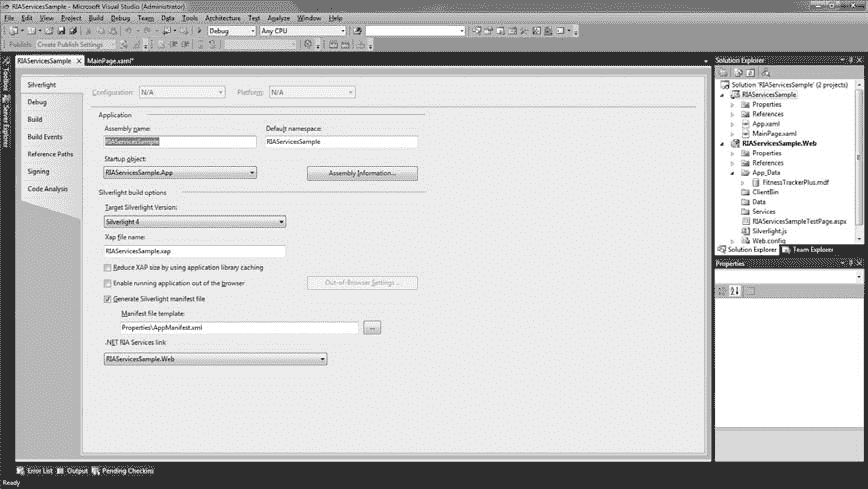 RIAServicesSample - Microsoft Visual Studio (Administrator)
File Edit View Project Build Debug Team Data Tools Architecture Test Analyze Window Help
Debug Any CPU
Publish: Create Publish Settings
RIAServicesSample MainPage.xaml*
Toolbox
Server Explorer
Silverlight
Debug
Build
Build Events
Reference Paths
Signing
Code Analysis
Configuration: N/A Platform: N/A
Application
Assembly name: Default namespace:
RIAServicesSample RIAServicesSample
Startup object:
RIAServicesSample.App Assembly Information...
Silverlight build options
Target Silverlight Version:
Silverlight 4
Xap file name:
RIAServicesSample.xap
Reduce XAP size by using application library caching
Enable running application out of the browser Out-of-Browser Settings...
Generate Silverlight manifest file
Manifest file template:
Properties\AppManifest.xml ...
.NET RIA Services link
RIAServicesSample.Web
Solution Explorer
Solution 'RIAServicesSample' (2 projects)
RIAServicesSample
Properties
References
App.xaml
MainPage.xaml
RIAServicesSample.Web
Properties
References
App_Data
FitnessTrackerPlus.mdf
ClientBin
Data
Services
RIAServicesSampleTestPage.aspx
Silverlight.js
Web.config
Solution Explorer Team Explorer
Properties
Error List Output Pending Checkins
Ready